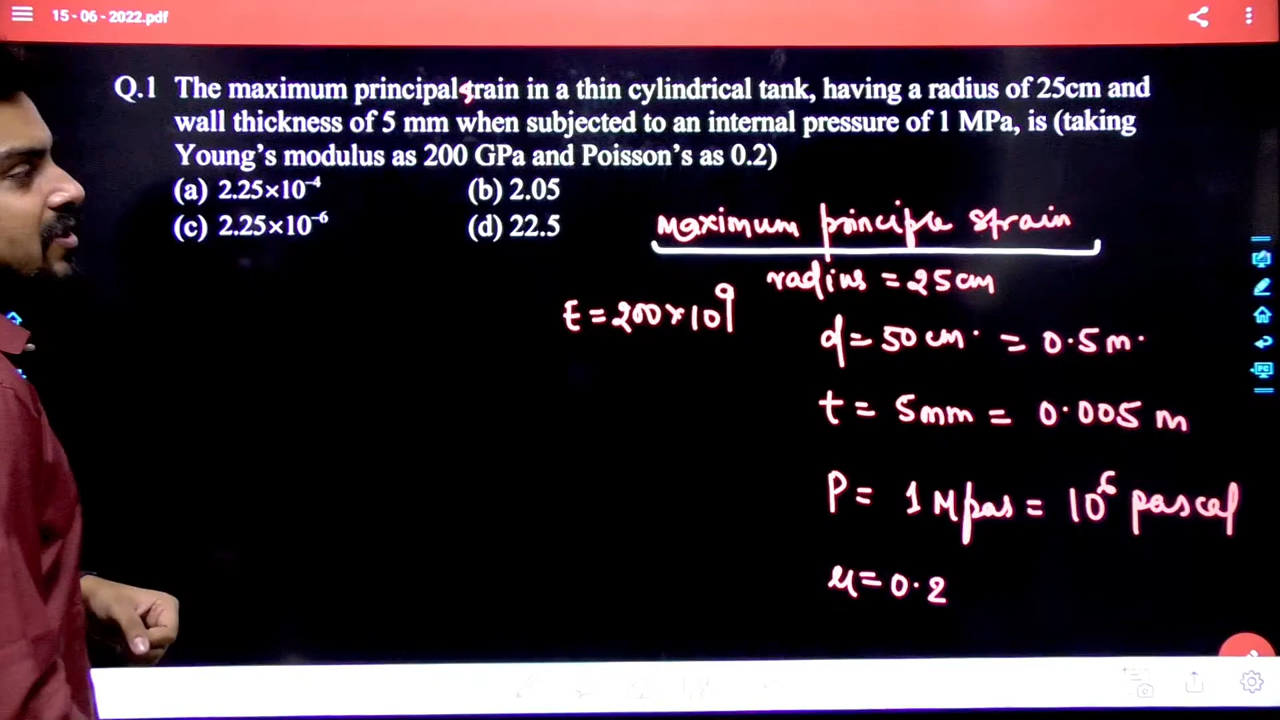 15 - 06 - 2022.pdf
Q.1 The maximum principal strain in a thin cylindrical tank, having a radius of 25cm and
wall thickness of 5 mm when subjected to an internal pressure of 1 MPa, is (taking
Young's modulus as 200 GPa and Poisson's as 0.2)
(a) 2.25×10⁻⁴ (b) 2.05
(c) 2.25×10⁻⁶ (d) 22.5
Maximum principle strain
radius = 25cm
E = 200×10⁹
d = 50 cm. = 0.5 m.
t = 5mm = 0.005 m
P = 1 Mpas = 10⁶ pascal
μ = 0.2